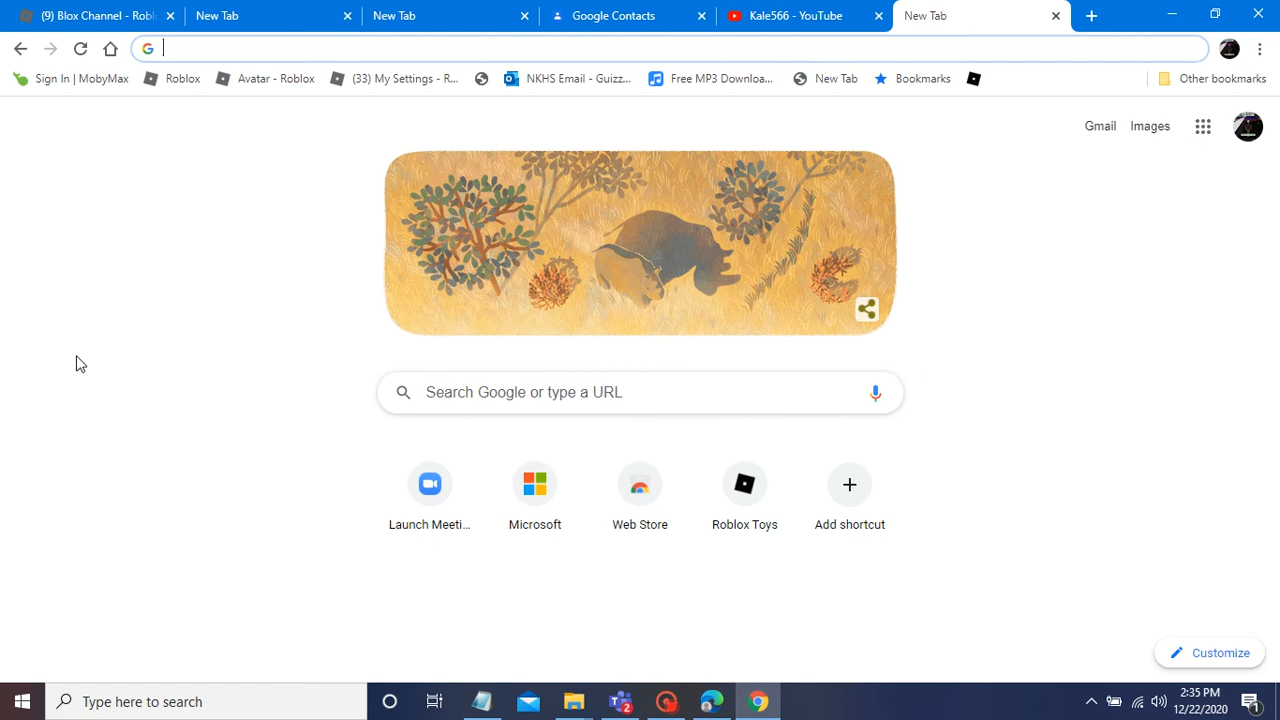 (9) Blox Channel - Robl New Tab New Tab Google Contacts Kale566 - YouTube New Tab
Sign In | MobyMax Roblox Avatar - Roblox (33) My Settings - R... NKHS Email - Guizz... Free MP3 Downloa... New Tab Bookmarks Other bookmarks
Gmail Images
Search Google or type a URL
Launch Meeti... Microsoft Web Store Roblox Toys Add shortcut
Customize
Type here to search 2 2:35 PM
12/22/2020 1